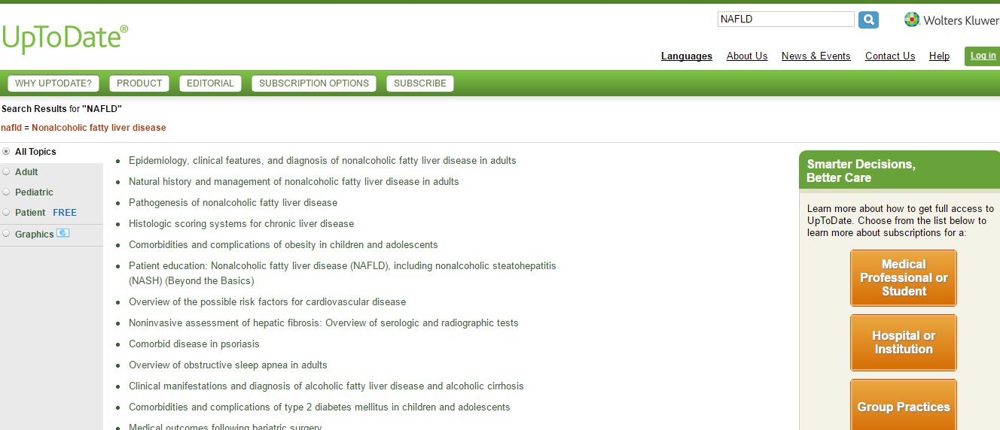 UpToDate®
NAFLD
Wolters Kluwer
Languages About Us News & Events Contact Us Help Log in
WHY UPTODATE? PRODUCT EDITORIAL SUBSCRIPTION OPTIONS SUBSCRIBE
Search Results for "NAFLD"
nafld = Nonalcoholic fatty liver disease
All Topics
Adult
Pediatric
Patient FREE
Graphics
Epidemiology, clinical features, and diagnosis of nonalcoholic fatty liver disease in adults
Natural history and management of nonalcoholic fatty liver disease in adults
Pathogenesis of nonalcoholic fatty liver disease
Histologic scoring systems for chronic liver disease
Comorbidities and complications of obesity in children and adolescents
Patient education: Nonalcoholic fatty liver disease (NAFLD), including nonalcoholic steatohepatitis
(NASH) (Beyond the Basics)
Overview of the possible risk factors for cardiovascular disease
Noninvasive assessment of hepatic fibrosis: Overview of serologic and radiographic tests
Comorbid disease in psoriasis
Overview of obstructive sleep apnea in adults
Clinical manifestations and diagnosis of alcoholic fatty liver disease and alcoholic cirrhosis
Comorbidities and complications of type 2 diabetes mellitus in children and adolescents
Medical outcomes following bariatric surgery
Smarter Decisions,
Better Care
Learn more about how to get full access to
UpToDate. Choose from the list below to
learn more about subscriptions for a:
Medical
Professional or
Student
Hospital or
Institution
Group Practices